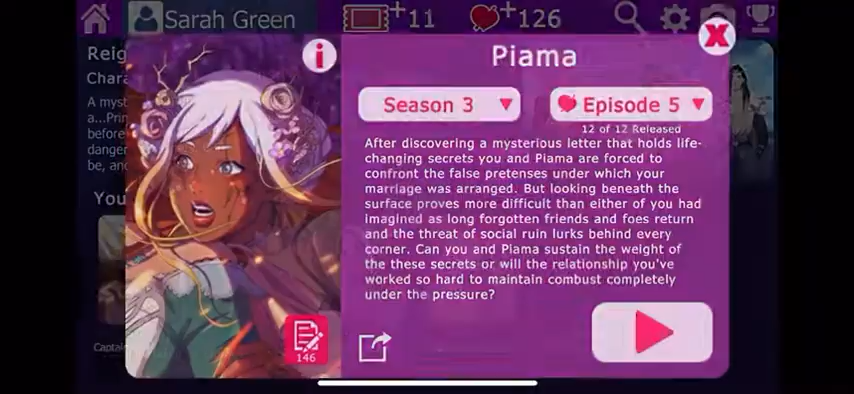 Sarah Green
+11
+126
Reig
Chara
A myst
a...Prin
before
danger
be, and
You
Captai
i
X
Piama
Season 3
Episode 5
12 of 12 Released
After discovering a mysterious letter that holds life-
changing secrets you and Piama are forced to
confront the false pretenses under which your
marriage was arranged. But looking beneath the
surface proves more difficult than either of you had
imagined as long forgotten friends and foes return
and the threat of social ruin lurks behind every
corner. Can you and Piama sustain the weight of
the these secrets or will the relationship you've
worked so hard to maintain combust completely
under the pressure?
146